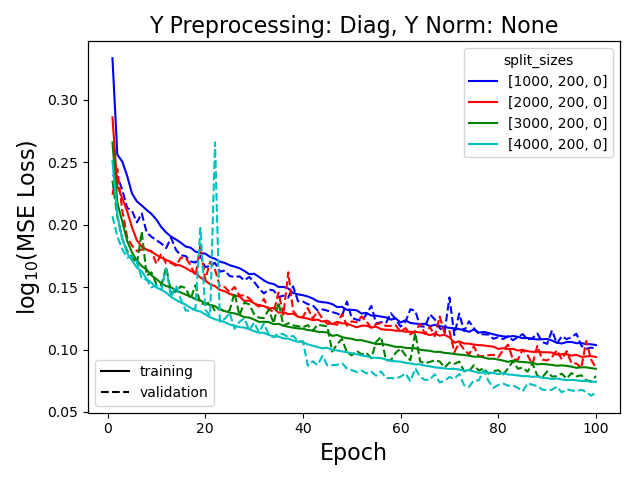 Y Preprocessing: Diag, Y Norm: None
split_sizes
[1000, 200, 0]
[2000, 200, 0]
[3000, 200, 0]
[4000, 200, 0]
log₁₀(MSE Loss)
0.30
0.25
0.20
0.15
0.10
0.05
training
validation
0 20 40 60 80 100
Epoch